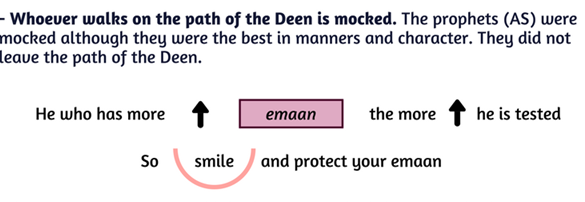 - Whoever walks on the path of the Deen is mocked. The prophets (AS) were
mocked although they were the best in manners and character. They did not
leave the path of the Deen.
He who has more emaan the more he is tested
So smile and protect your emaan